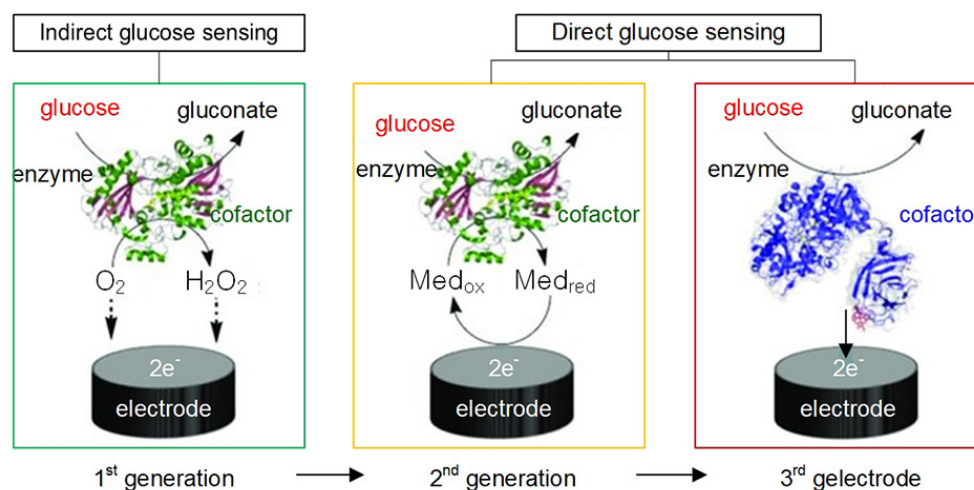 Indirect glucose sensing
Direct glucose sensing
glucose
gluconate
enzyme
cofactor
O₂
H₂O₂
2e⁻
electrode
glucose
gluconate
enzyme
cofactor
Medox
Medred
2e⁻
electrode
glucose
gluconate
enzyme
cofacto
2e⁻
electrode
1st generation
2nd generation
3rd gelectrode